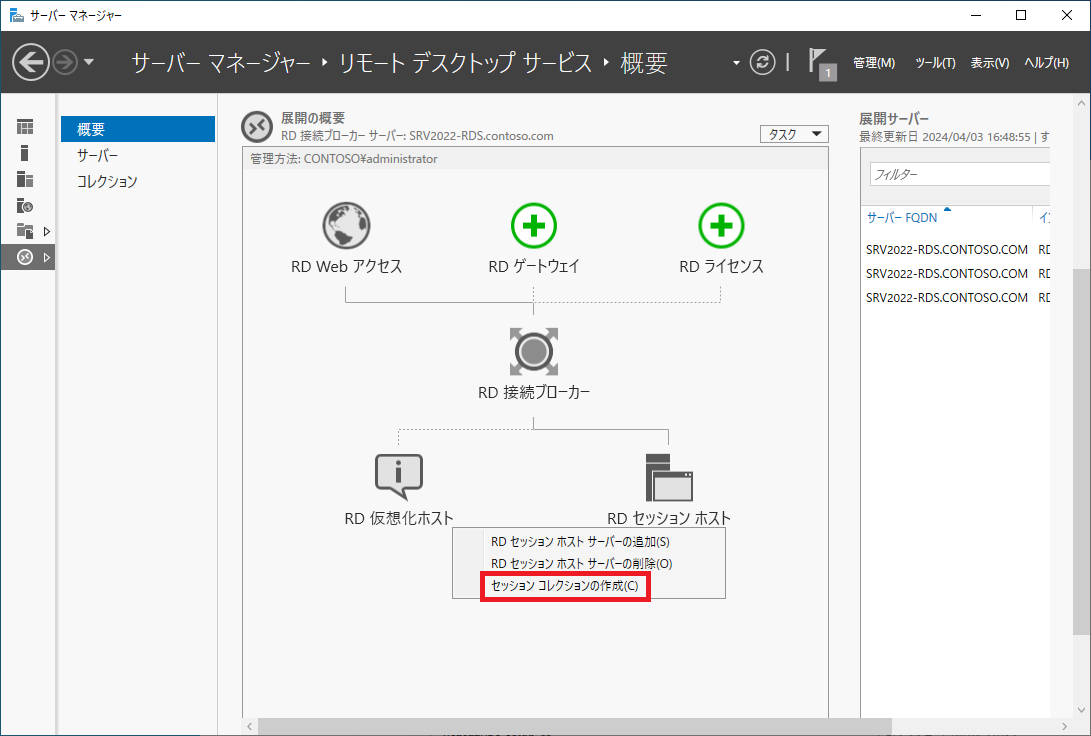 サーバー マネージャー
サーバー マネージャー ・ リモート デスクトップ サービス ・ 概要
1
管理(M) ツール(T) 表示(V) ヘルプ(H)
概要
サーバー
コレクション
展開の概要
RD 接続ブローカー サーバー: SRV2022-RDS.contoso.com
タスク
管理方法: CONTOSO¥administrator
RD Web アクセス
RD ゲートウェイ
RD ライセンス
RD 接続ブローカー
RD 仮想化ホスト
RD セッション ホスト
RD セッション ホスト サーバーの追加(S)
RD セッション ホスト サーバーの削除(O)
セッション コレクションの作成(C)
展開サーバー
最終更新日 2024/04/03 16:48:55 | す
フィルター
サーバー FQDN
SRV2022-RDS.CONTOSO.COM RD
SRV2022-RDS.CONTOSO.COM RD
SRV2022-RDS.CONTOSO.COM RD